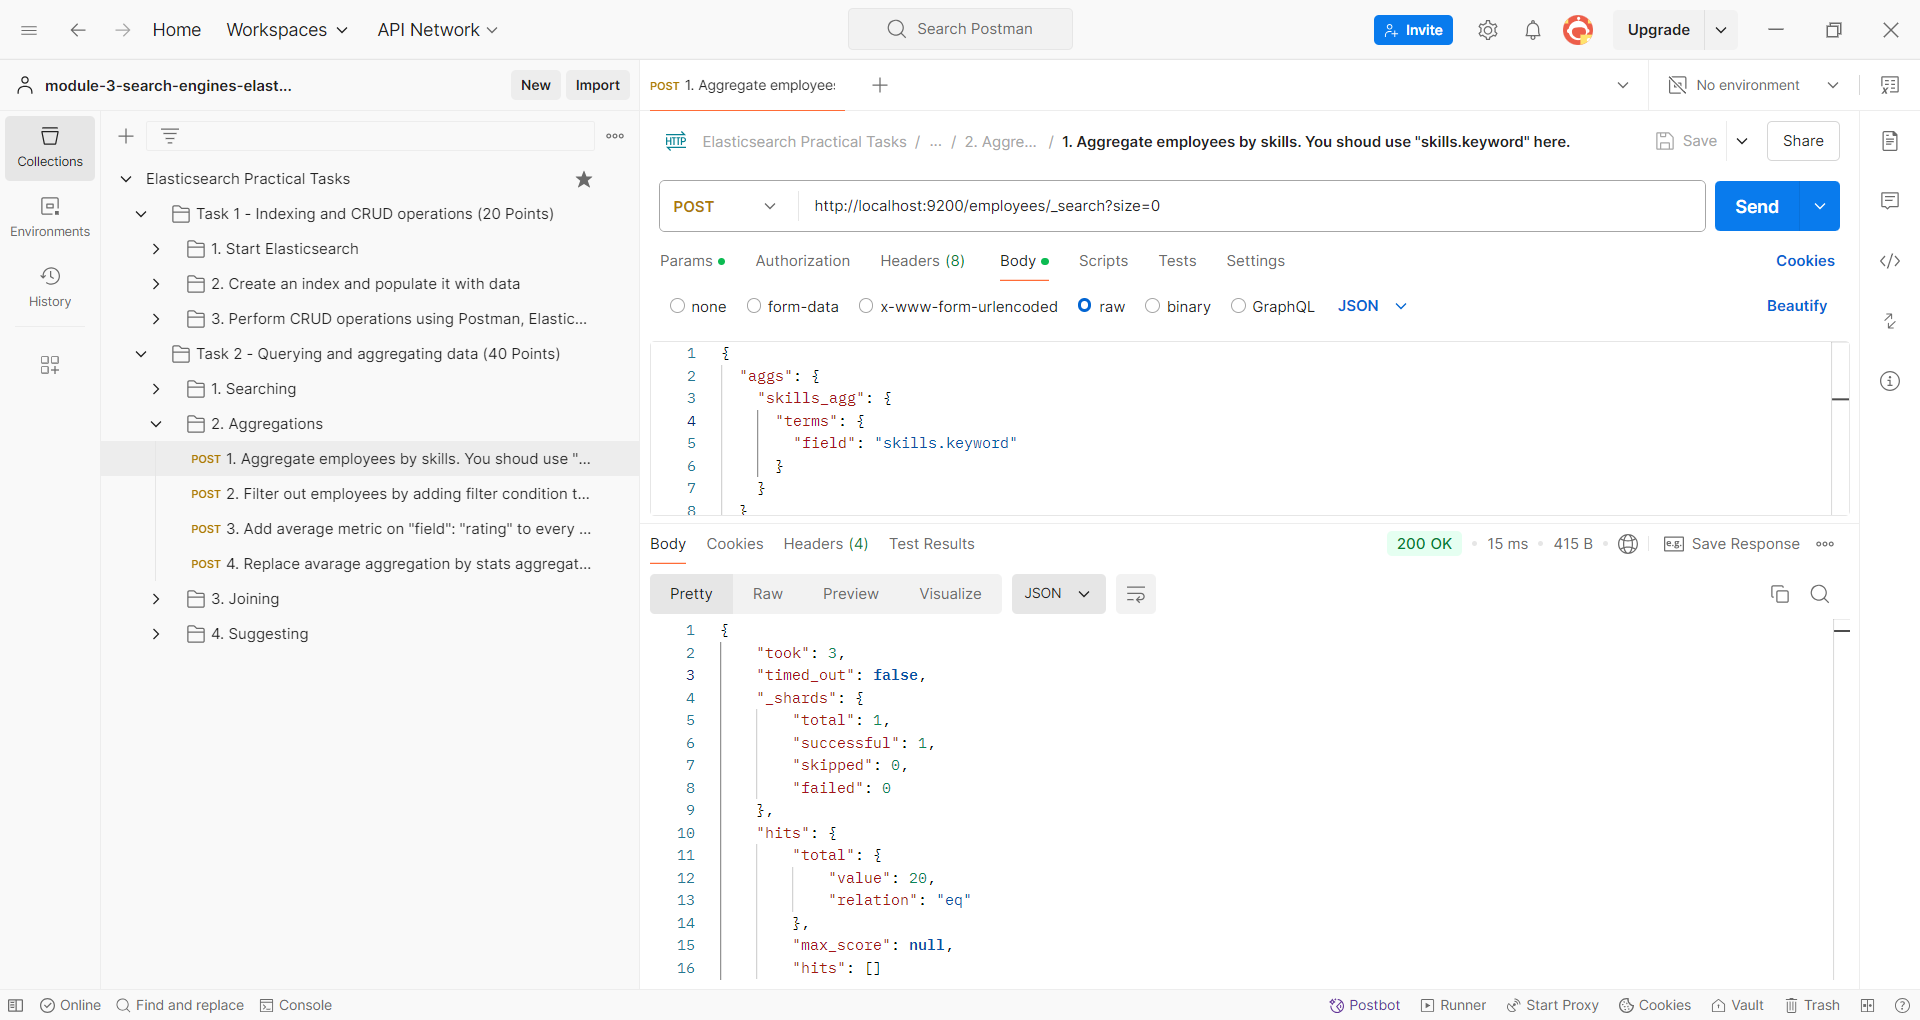 Home
Workspaces
API Network
Search Postman
Invite
Upgrade
module-3-search-engines-elast...
New
Import
POST 1. Aggregate employee
No environment
Collections
Environments
History
Elasticsearch Practical Tasks
Task 1 - Indexing and CRUD operations (20 Points)
1. Start Elasticsearch
2. Create an index and populate it with data
3. Perform CRUD operations using Postman, Elastic...
Task 2 - Querying and aggregating data (40 Points)
1. Searching
2. Aggregations
POST 1. Aggregate employees by skills. You shoud use "...
POST 2. Filter out employees by adding filter condition t...
POST 3. Add average metric on "field": "rating" to every ...
POST 4. Replace avarage aggregation by stats aggregat...
3. Joining
4. Suggesting
HTTP Elasticsearch Practical Tasks / ... / 2. Aggre... / 1. Aggregate employees by skills. You shoud use "skills.keyword" here.
Save
Share
POST http://localhost:9200/employees/_search?size=0
Send
Params Authorization Headers (8) Body Scripts Tests Settings Cookies
none form-data x-www-form-urlencoded raw binary GraphQL JSON Beautify
1 {
2 "aggs": {
3 "skills_agg": {
4 "terms": {
5 "field": "skills.keyword"
6 }
7 }
8 }
Body Cookies Headers (4) Test Results 200 OK 15 ms 415 B e.g. Save Response
Pretty Raw Preview Visualize JSON
1 {
2 "took": 3,
3 "timed_out": false,
4 "_shards": {
5 "total": 1,
6 "successful": 1,
7 "skipped": 0,
8 "failed": 0
9 },
10 "hits": {
11 "total": {
12 "value": 20,
13 "relation": "eq"
14 },
15 "max_score": null,
16 "hits": []
Online Find and replace Console Postbot Runner Start Proxy Cookies Vault Trash